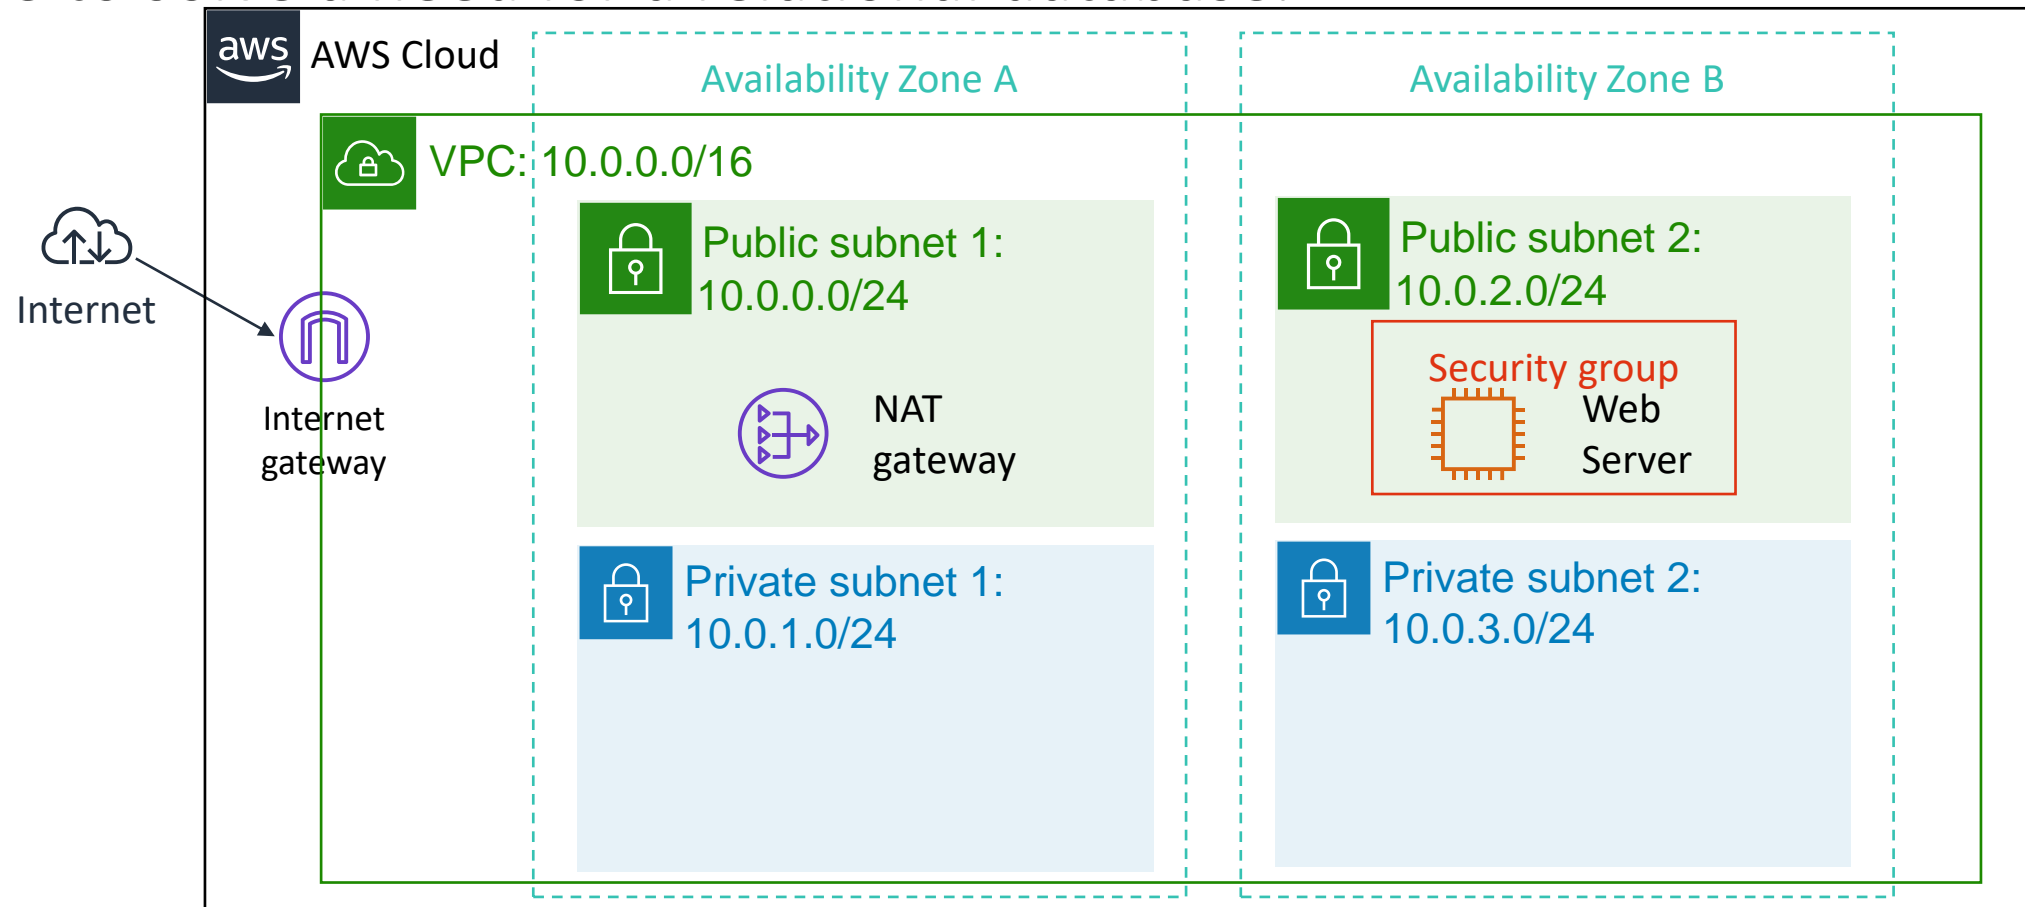 aws
AWS Cloud
Availability Zone A
Availability Zone B
VPC: 10.0.0.0/16
Internet
Internet
gateway
Public subnet 1:
10.0.0.0/24
NAT
gateway
Public subnet 2:
10.0.2.0/24
Security group
Web
Server
Private subnet 1:
10.0.1.0/24
Private subnet 2:
10.0.3.0/24